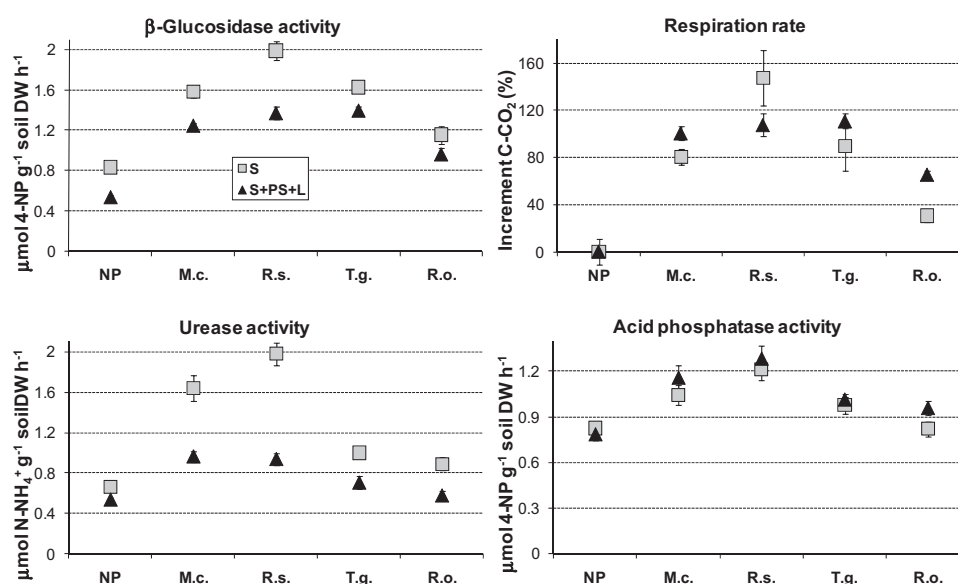 β-Glucosidase activity
μmol 4-NP g⁻¹ soil DW h⁻¹
2
1.6
1.2
0.8
0.4
0
S
S+PS+L
NP M.c. R.s. T.g. R.o.
Respiration rate
Increment C-CO₂ (%)
160
120
80
40
0
NP M.c. R.s. T.g. R.o.
Urease activity
μmol N-NH₄⁺ g⁻¹ soilDW h⁻¹
2
1.6
1.2
0.8
0.4
0
NP M.c. R.s. T.g. R.o.
Acid phosphatase activity
μmol 4-NP g⁻¹ soil DW h⁻¹
1.2
0.9
0.6
0.3
0
NP M.c. R.s. T.g. R.o.